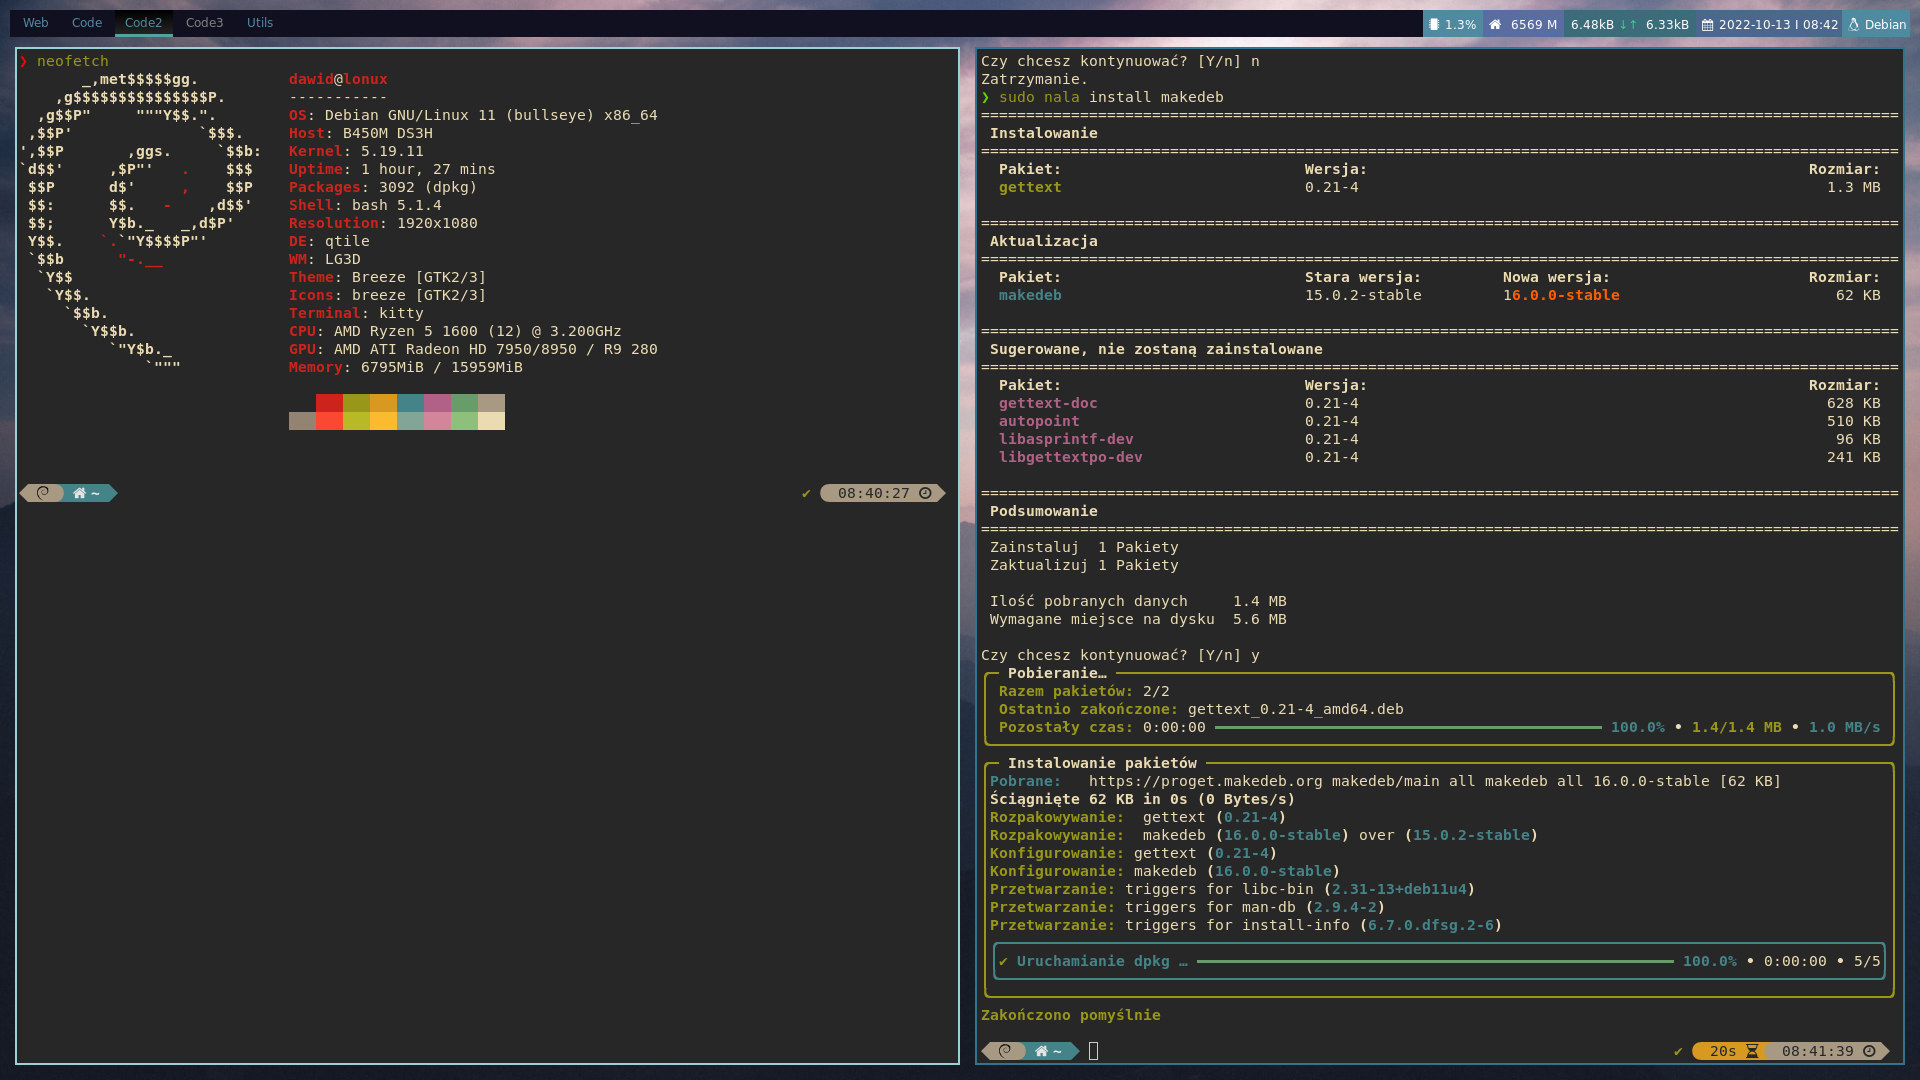 Web Code Code2 Code3 Utils 1.3% 6569 M 6.48kB ↓↑ 6.33kB 2022-10-13 I 08:42 Debian
❯ neofetch
_,met$$$$$gg.
,g$$$$$$$$$$$$$$$P.
,g$$P"     """Y$$.".
,$$P'              `$$$.
',$$P       ,ggs.     `$$b:
`d$$'     ,$P"'   .    $$$
$$P      d$'     ,    $$P
$$:      $$.   -    ,d$$'
$$;      Y$b._   _,d$P'
Y$$.    `.`"Y$$$$P"'
`$$b      "-.__
`Y$$
`Y$$.
`$$b.
`Y$$b.
`"Y$b._
`"""
dawid@lonux
-----------
OS: Debian GNU/Linux 11 (bullseye) x86_64
Host: B450M DS3H
Kernel: 5.19.11
Uptime: 1 hour, 27 mins
Packages: 3092 (dpkg)
Shell: bash 5.1.4
Resolution: 1920x1080
DE: qtile
WM: LG3D
Theme: Breeze [GTK2/3]
Icons: breeze [GTK2/3]
Terminal: kitty
CPU: AMD Ryzen 5 1600 (12) @ 3.200GHz
GPU: AMD ATI Radeon HD 7950/8950 / R9 280
Memory: 6795MiB / 15959MiB
~ ✔ 08:40:27
Czy chcesz kontynuować? [Y/n] n
Zatrzymanie.
❯ sudo nala install makedeb
======================================================================================================
Instalowanie
======================================================================================================
Pakiet: Wersja: Rozmiar:
gettext 0.21-4 1.3 MB
======================================================================================================
Aktualizacja
======================================================================================================
Pakiet: Stara wersja: Nowa wersja: Rozmiar:
makedeb 15.0.2-stable 16.0.0-stable 62 KB
======================================================================================================
Sugerowane, nie zostaną zainstalowane
======================================================================================================
Pakiet: Wersja: Rozmiar:
gettext-doc 0.21-4 628 KB
autopoint 0.21-4 510 KB
libasprintf-dev 0.21-4 96 KB
libgettextpo-dev 0.21-4 241 KB
======================================================================================================
Podsumowanie
======================================================================================================
Zainstaluj  1 Pakiety
Zaktualizuj 1 Pakiety
Ilość pobranych danych 1.4 MB
Wymagane miejsce na dysku 5.6 MB
Czy chcesz kontynuować? [Y/n] y
Pobieranie…
Razem pakietów: 2/2
Ostatnio zakończone: gettext_0.21-4_amd64.deb
Pozostały czas: 0:00:00 100.0% • 1.4/1.4 MB • 1.0 MB/s
Instalowanie pakietów
Pobrane: https://proget.makedeb.org makedeb/main all makedeb all 16.0.0-stable [62 KB]
Ściągnięte 62 KB in 0s (0 Bytes/s)
Rozpakowywanie: gettext (0.21-4)
Rozpakowywanie: makedeb (16.0.0-stable) over (15.0.2-stable)
Konfigurowanie: gettext (0.21-4)
Konfigurowanie: makedeb (16.0.0-stable)
Przetwarzanie: triggers for libc-bin (2.31-13+deb11u4)
Przetwarzanie: triggers for man-db (2.9.4-2)
Przetwarzanie: triggers for install-info (6.7.0.dfsg.2-6)
✔ Uruchamianie dpkg … 100.0% • 0:00:00 • 5/5
Zakończono pomyślnie
~ ✔ 20s 08:41:39